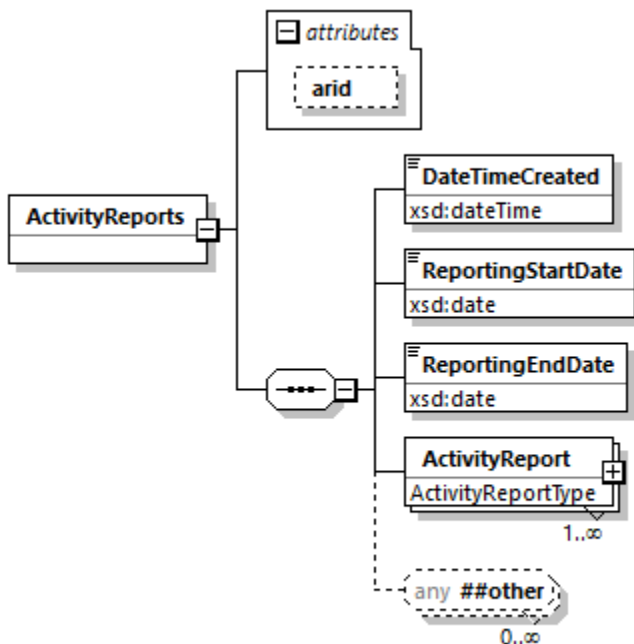 attributes
arid
ActivityReports
DateTimeCreated
xsd:dateTime
ReportingStartDate
xsd:date
ReportingEndDate
xsd:date
ActivityReport
ActivityReportType
1..∞
any ##other
0..∞